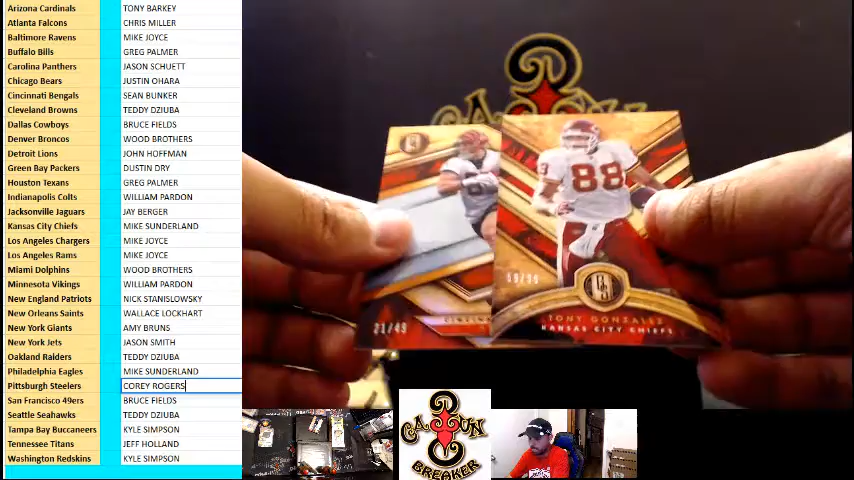 Arizona Cardinals TONY BARKEY
Atlanta Falcons CHRIS MILLER
Baltimore Ravens MIKE JOYCE
Buffalo Bills GREG PALMER
Carolina Panthers JASON SCHUETT
Chicago Bears JUSTIN OHARA
Cincinnati Bengals SEAN BUNKER
Cleveland Browns TEDDY DZIUBA
Dallas Cowboys BRUCE FIELDS
Denver Broncos WOOD BROTHERS
Detroit Lions JOHN HOFFMAN
Green Bay Packers DUSTIN DRY
Houston Texans GREG PALMER
Indianapolis Colts WILLIAM PARDON
Jacksonville Jaguars JAY BERGER
Kansas City Chiefs MIKE SUNDERLAND
Los Angeles Chargers MIKE JOYCE
Los Angeles Rams MIKE JOYCE
Miami Dolphins WOOD BROTHERS
Minnesota Vikings WILLIAM PARDON
New England Patriots NICK STANISLOWSKY
New Orleans Saints WALLACE LOCKHART
New York Giants AMY BRUNS
New York Jets JASON SMITH
Oakland Raiders TEDDY DZIUBA
Philadelphia Eagles MIKE SUNDERLAND
Pittsburgh Steelers COREY ROGERS
San Francisco 49ers BRUCE FIELDS
Seattle Seahawks TEDDY DZIUBA
Tampa Bay Buccaneers KYLE SIMPSON
Tennessee Titans JEFF HOLLAND
Washington Redskins KYLE SIMPSON
88
21/49
TONY GONZALEZ
KANSAS CITY CHIEFS
CAJUN
BREAKER